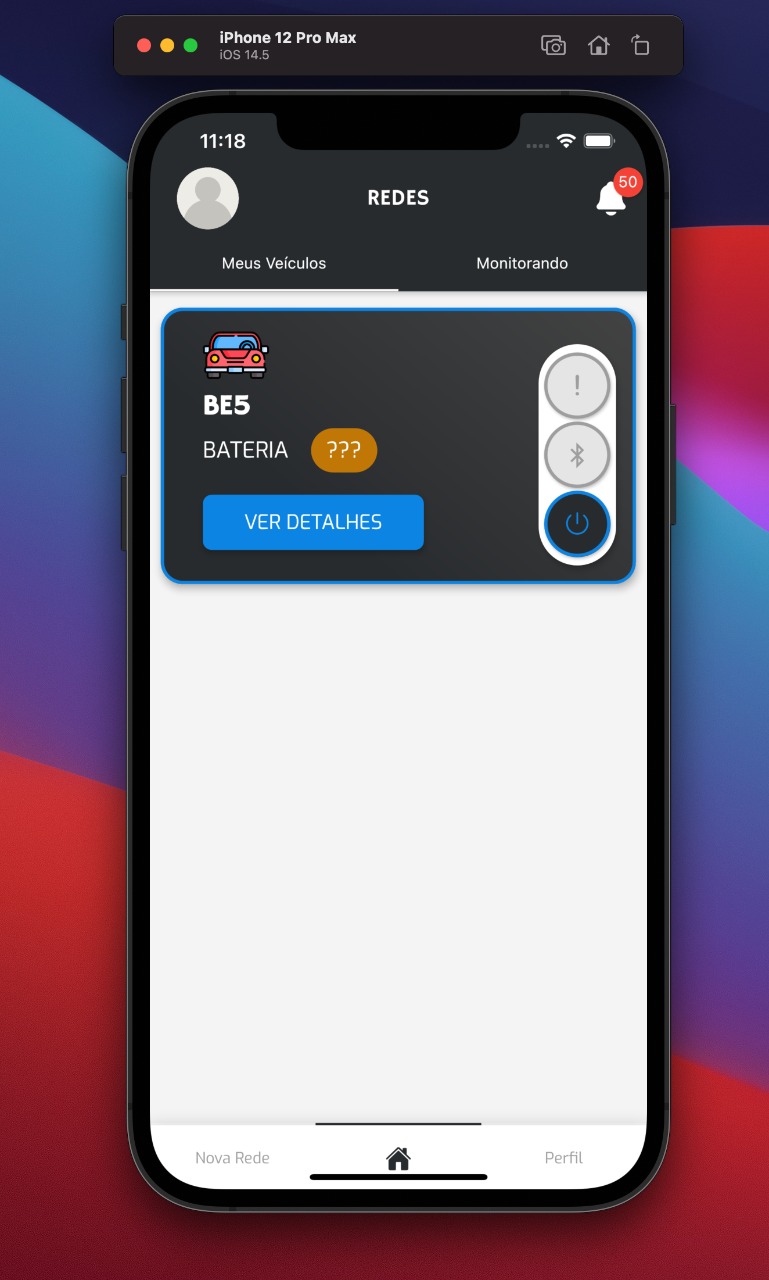 iPhone 12 Pro Max
iOS 14.5
11:18
REDES
50
Meus Veículos
Monitorando
BE5
BATERIA ???
VER DETALHES
Nova Rede
Perfil